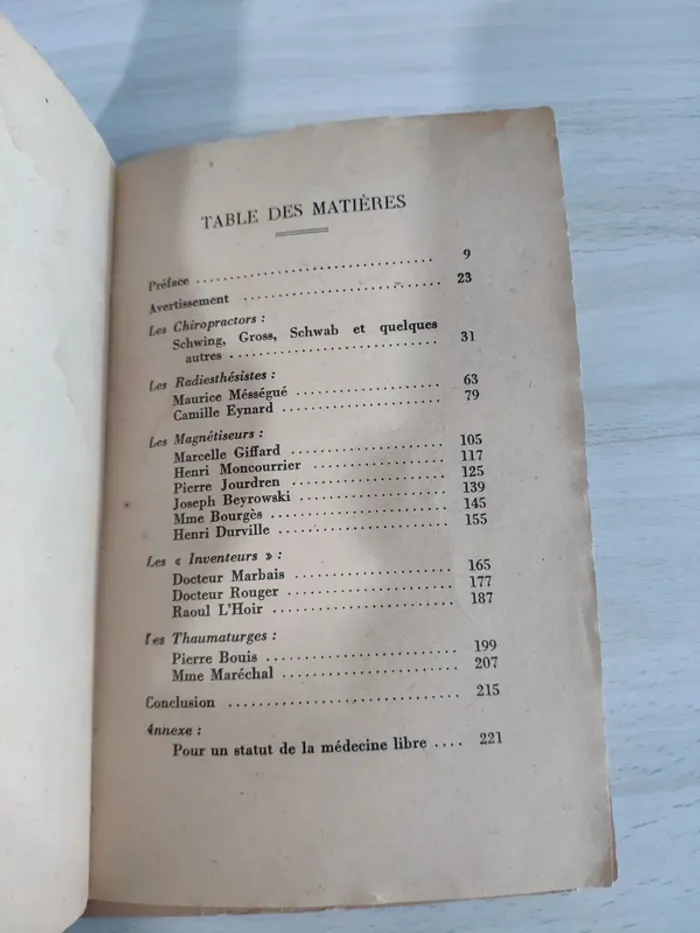 TABLE DES MATIÈRES
Préface .............................. 9
Avertissement .............................. 23
Les Chiropractors :
Schwing, Gross, Schwab et quelques
autres .............................. 31
Les Radiesthésistes :
Maurice Mésségué .................... 63
Camille Eynard .................... 79
Les Magnétiseurs :
Marcelle Giffard .................... 105
Henri Moncourrier .................... 117
Pierre Jourdren .................... 125
Joseph Beyrowski .................... 139
Mme Bourgès .................... 145
Henri Durville .................... 155
Les « Inventeurs » :
Docteur Marbais .................... 165
Docteur Rouger .................... 177
Raoul L'Hoir .................... 187
Les Thaumaturges :
Pierre Bouis .................... 199
Mme Maréchal .................... 207
Conclusion .............................. 215
Annexe :
Pour un statut de la médecine libre .... 221